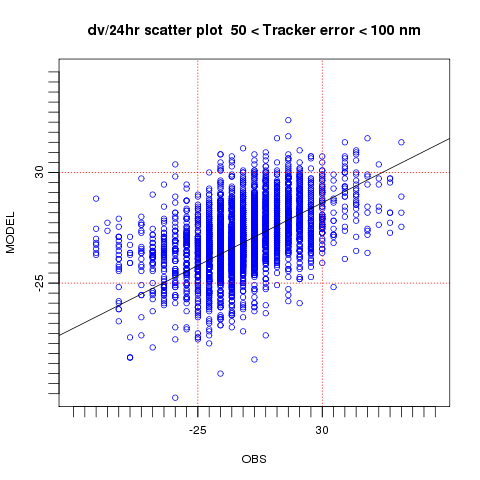 dv/24hr scatter plot  50 < Tracker error < 100 nm
30
MODEL
-25
-25
30
OBS